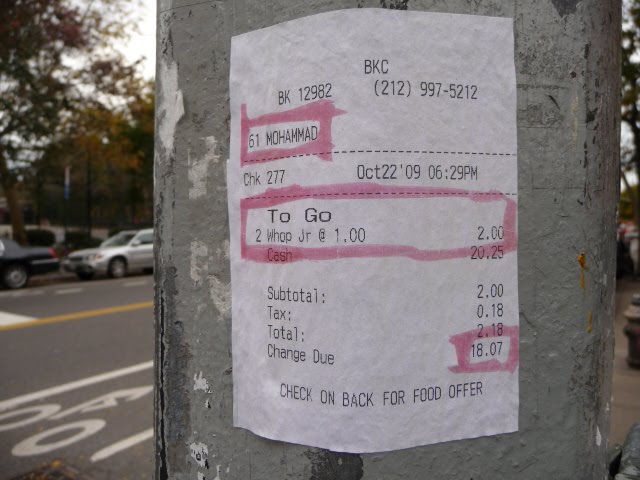 BKC
BK 12982 (212) 997-5212
61 MOHAMMAD
Chk 277 Oct22'09 06:29PM
To Go
2 Whop Jr @ 1.00 2.00
Cash 20.25
Subtotal: 2.00
Tax: 0.18
Total: 2.18
Change Due 18.07
CHECK ON BACK FOR FOOD OFFER